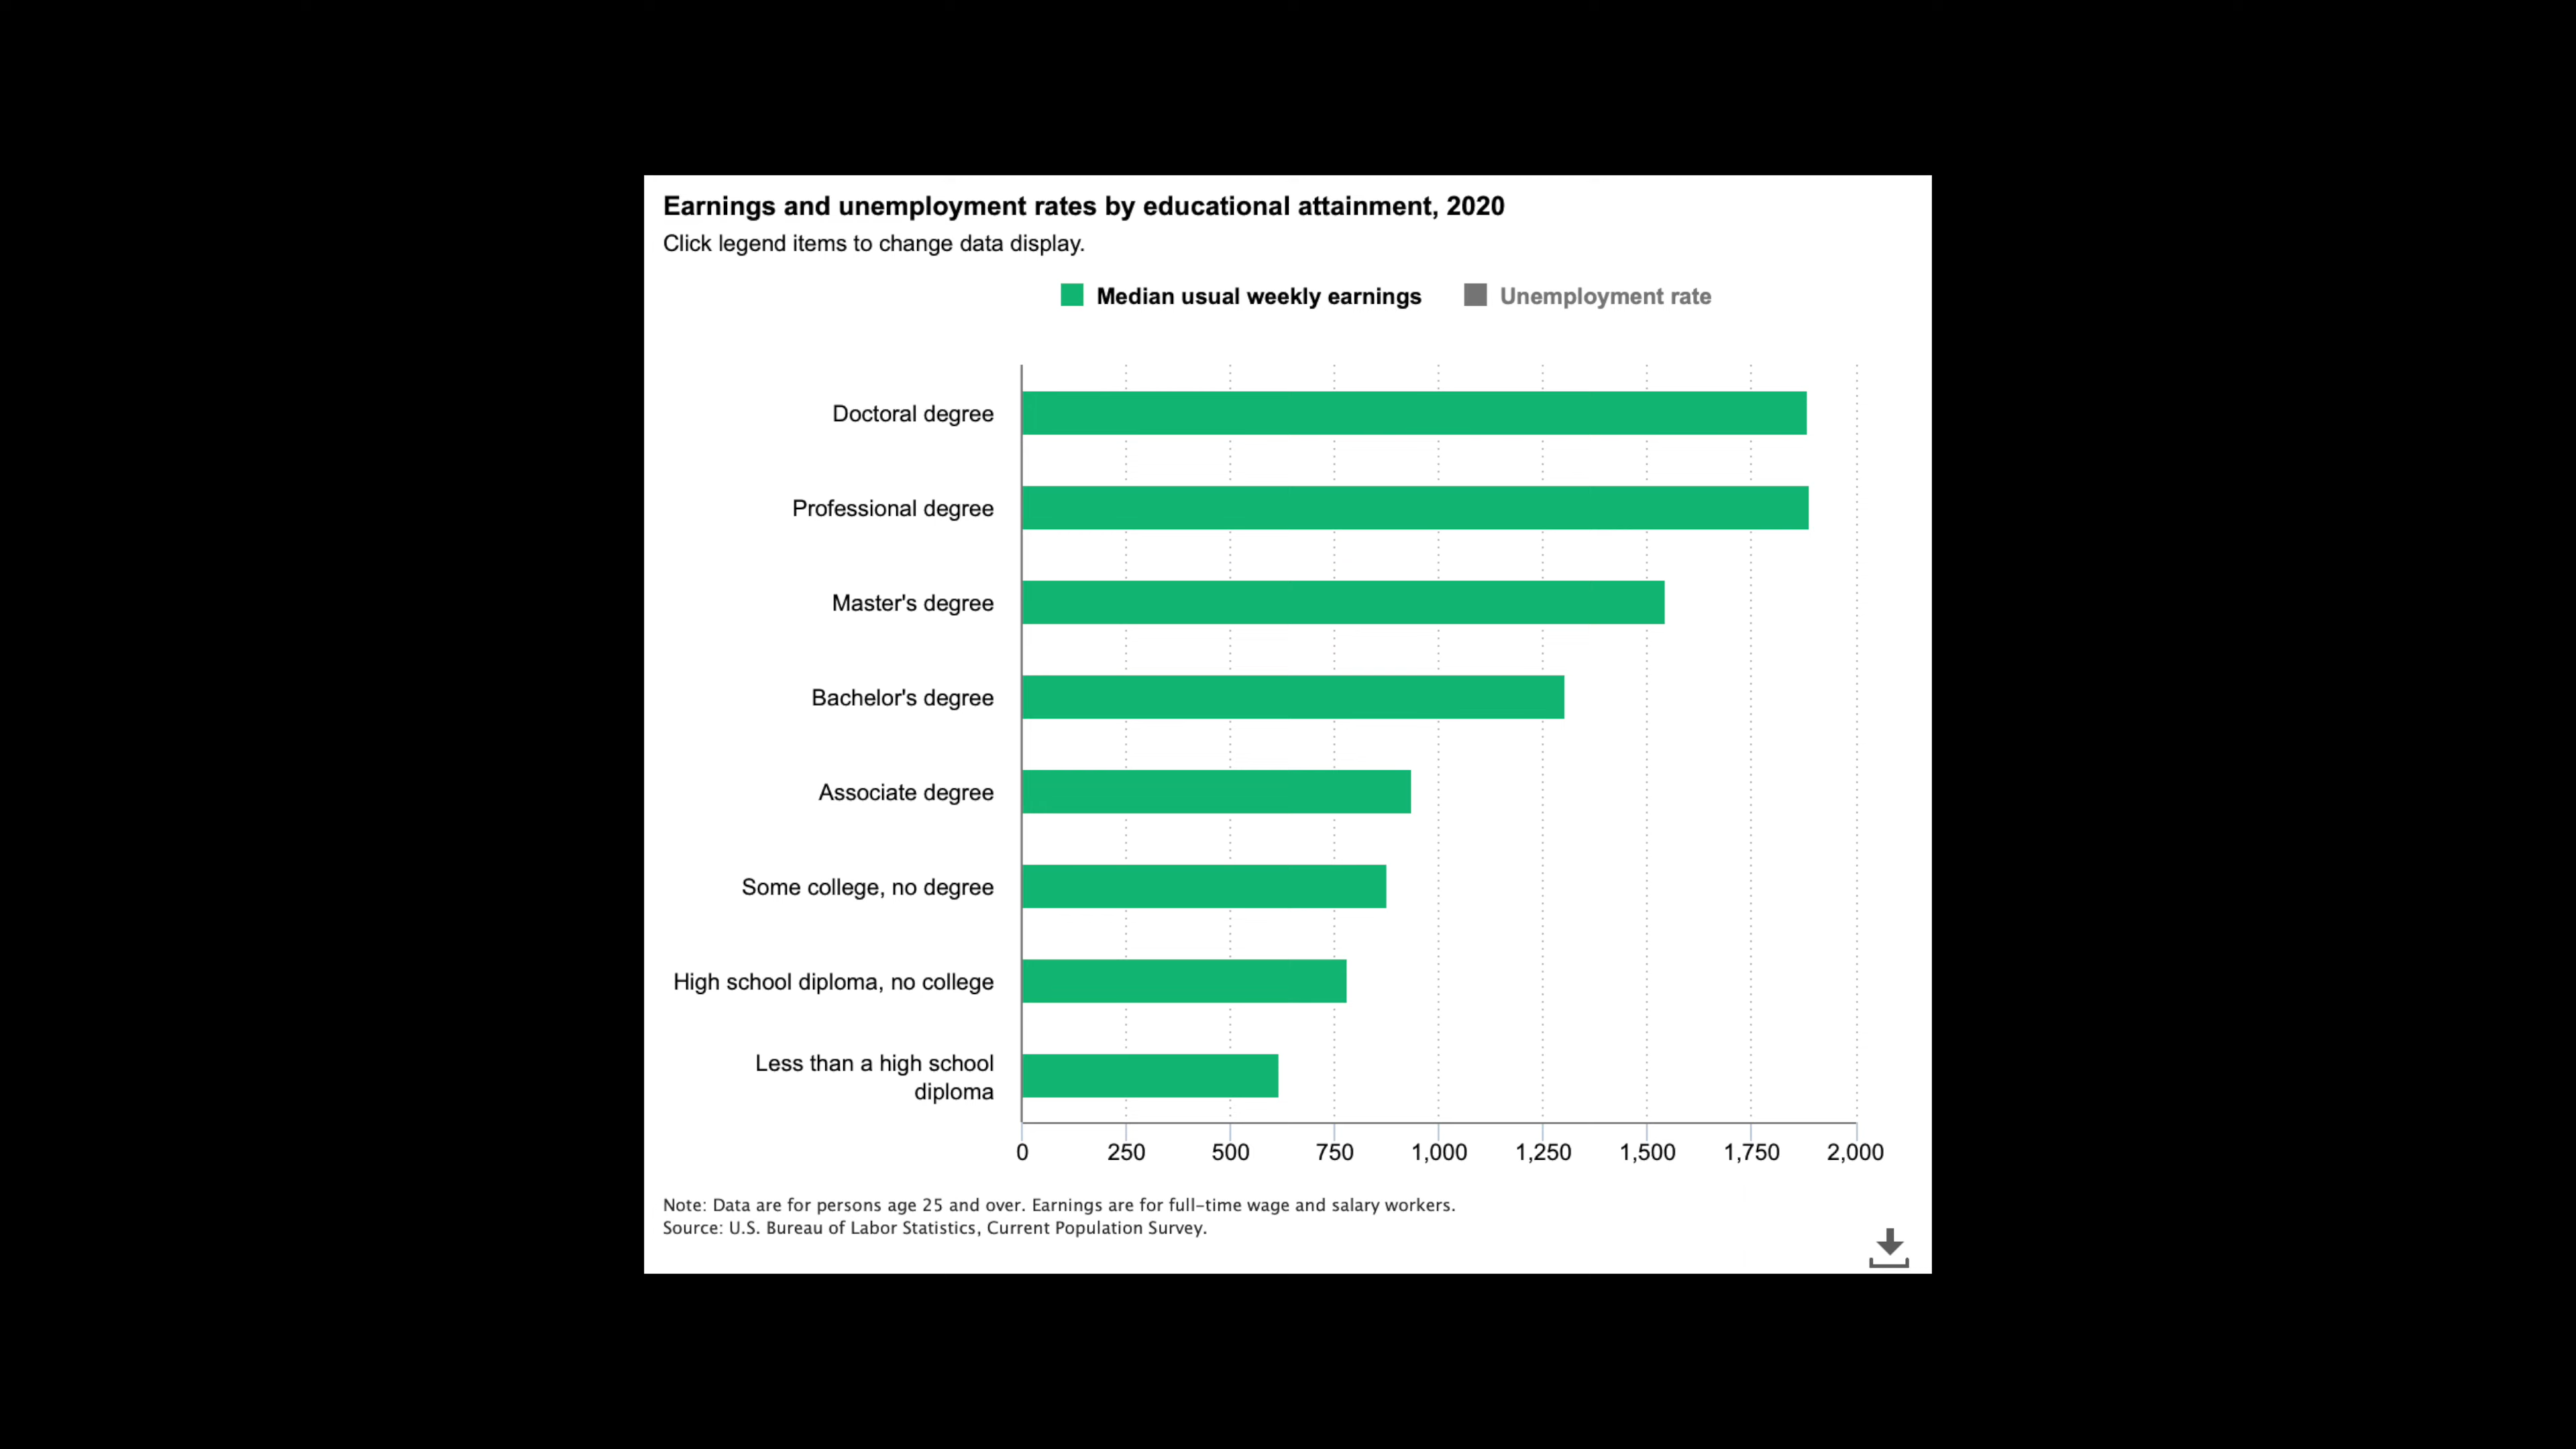 Earnings and unemployment rates by educational attainment, 2020
Click legend items to change data display.
Median usual weekly earnings Unemployment rate
Doctoral degree
Professional degree
Master's degree
Bachelor's degree
Associate degree
Some college, no degree
High school diploma, no college
Less than a high school
diploma
0 250 500 750 1,000 1,250 1,500 1,750 2,000
Note: Data are for persons age 25 and over. Earnings are for full-time wage and salary workers.
Source: U.S. Bureau of Labor Statistics, Current Population Survey.